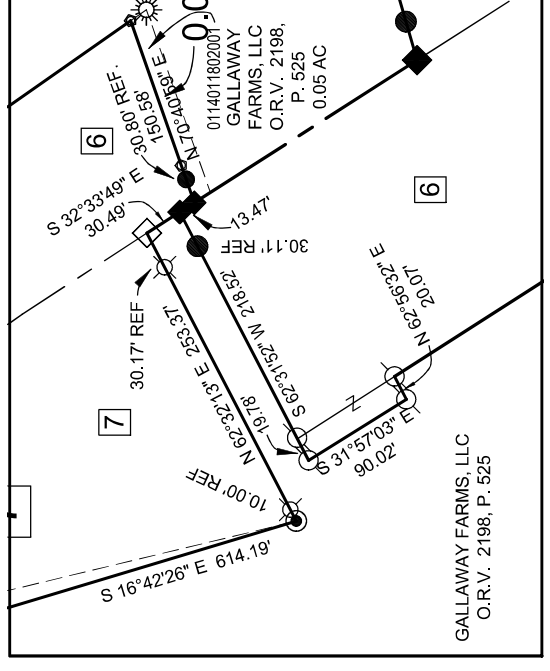 6
30.80' REF.
150.58'
N 70°40'59" E
0.0
0114011802001
GALLAWAY
FARMS, LLC
O.R.V. 2198,
P. 525
0.05 AC
S 32°33'49" E
30.49'
13.47'
30.11' REF
30.17' REF
6
7
N 62°32'13" E 253.37'
S 62°31'52" W 218.52'
N 62°56'32" E
20.07'
19.78'
10.00' REF
Z
S 31°57'03" E
90.02'
S 16°42'26" E 614.19'
GALLAWAY FARMS, LLC
O.R.V. 2198, P. 525